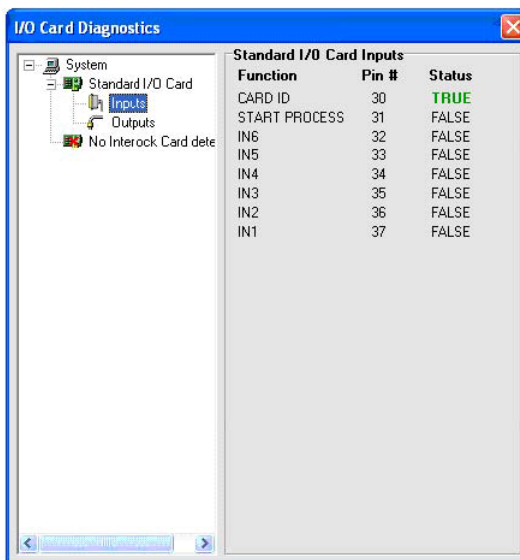 I/O Card Diagnostics
System
Standard I/O Card
Inputs
Outputs
No Interock Card dete
Standard I/O Card Inputs
Function Pin # Status
CARD ID 30 TRUE
START PROCESS 31 FALSE
IN6 32 FALSE
IN5 33 FALSE
IN4 34 FALSE
IN3 35 FALSE
IN2 36 FALSE
IN1 37 FALSE